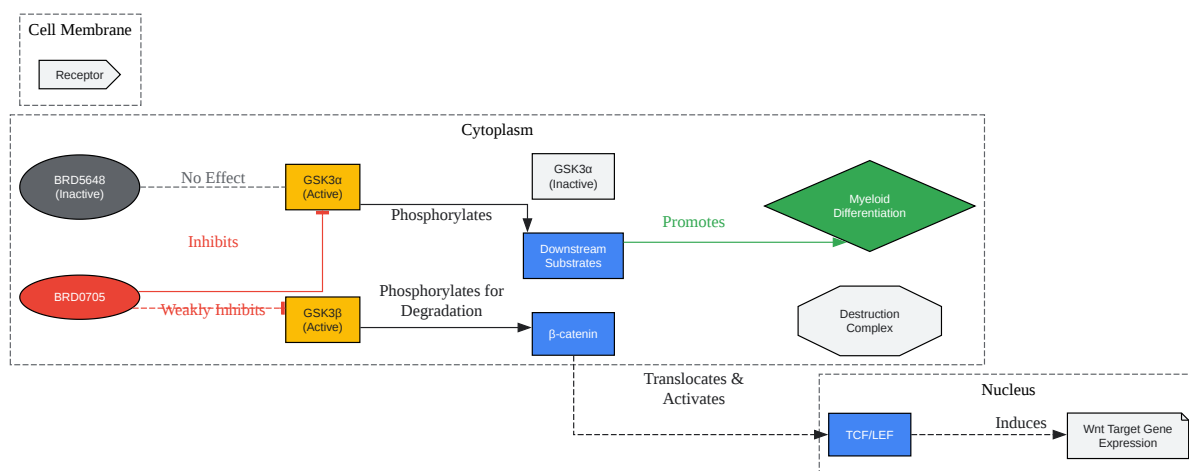 Cell Membrane
Receptor
Cytoplasm
BRD5648
(Inactive)
No Effect
GSK3α
(Active)
GSK3α
(Inactive)
Phosphorylates
Myeloid
Differentiation
Inhibits
Promotes
Downstream
Substrates
BRD0705
Weakly Inhibits
GSK3β
(Active)
Phosphorylates for
Degradation
β-catenin
Destruction
Complex
Translocates &
Activates
Nucleus
TCF/LEF
Induces
Wnt Target Gene
Expression